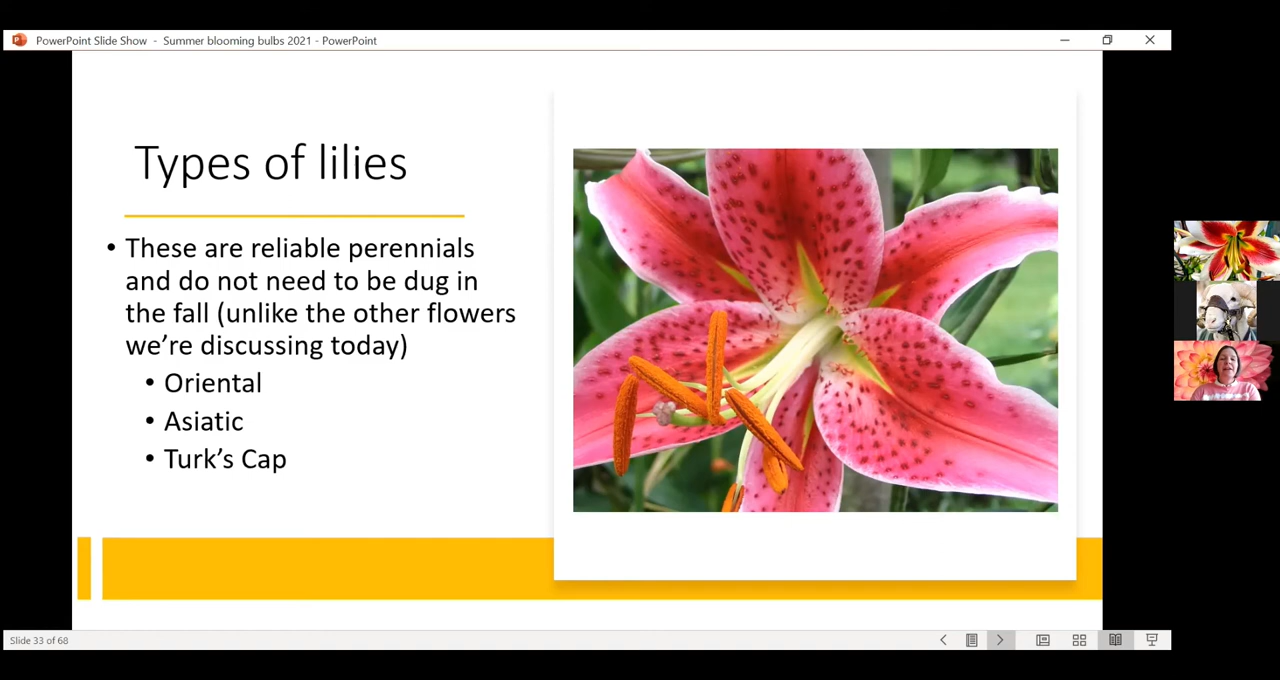 PowerPoint Slide Show - Summer blooming bulbs 2021 - PowerPoint
Types of lilies
• These are reliable perennials
and do not need to be dug in
the fall (unlike the other flowers
we're discussing today)
• Oriental
• Asiatic
• Turk's Cap
Slide 33 of 68